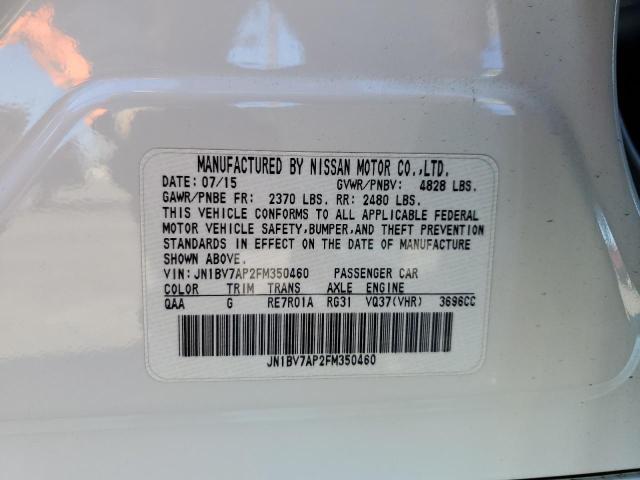 MANUFACTURED BY NISSAN MOTOR CO.,LTD.
DATE: 07/15 GVWR/PNBV: 4828 LBS.
GAWR/PNBE FR: 2370 LBS. RR: 2480 LBS.
THIS VEHICLE CONFORMS TO ALL APPLICABLE FEDERAL
MOTOR VEHICLE SAFETY,BUMPER,AND THEFT PREVENTION
STANDARDS IN EFFECT ON THE DATE OF MANUFACTURE
SHOWN ABOVE.
VIN:JN1BV7AP2FM350460 PASSENGER CAR
COLOR TRIM TRANS AXLE ENGINE
QAA G RE7R01A RG31 VQ37(VHR) 3696CC
JN1BV7AP2FM350460